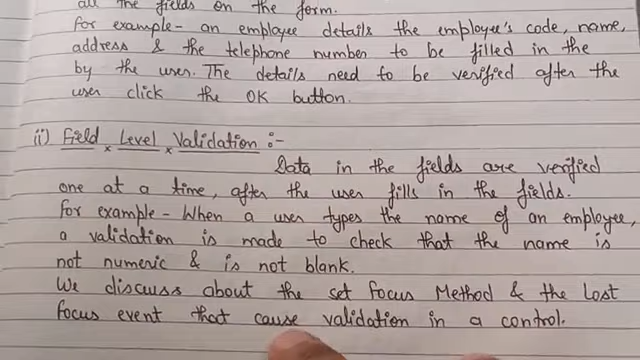 all the fields on the form.
for example - an employee details the employee's code, name,
address & the telephone number to be filled in the
by the user. The details need to be verified after the
user click the OK button.
ii) Field x Level x Validation :-
Data in the fields are verified
one at a time, after the user fills in the fields.
for example - When a user types the name of an employee,
a validation is made to check that the name is
not numeric & is not blank.
We discuss about the set focus Method & the Lost
focus event that cause validation in a control.